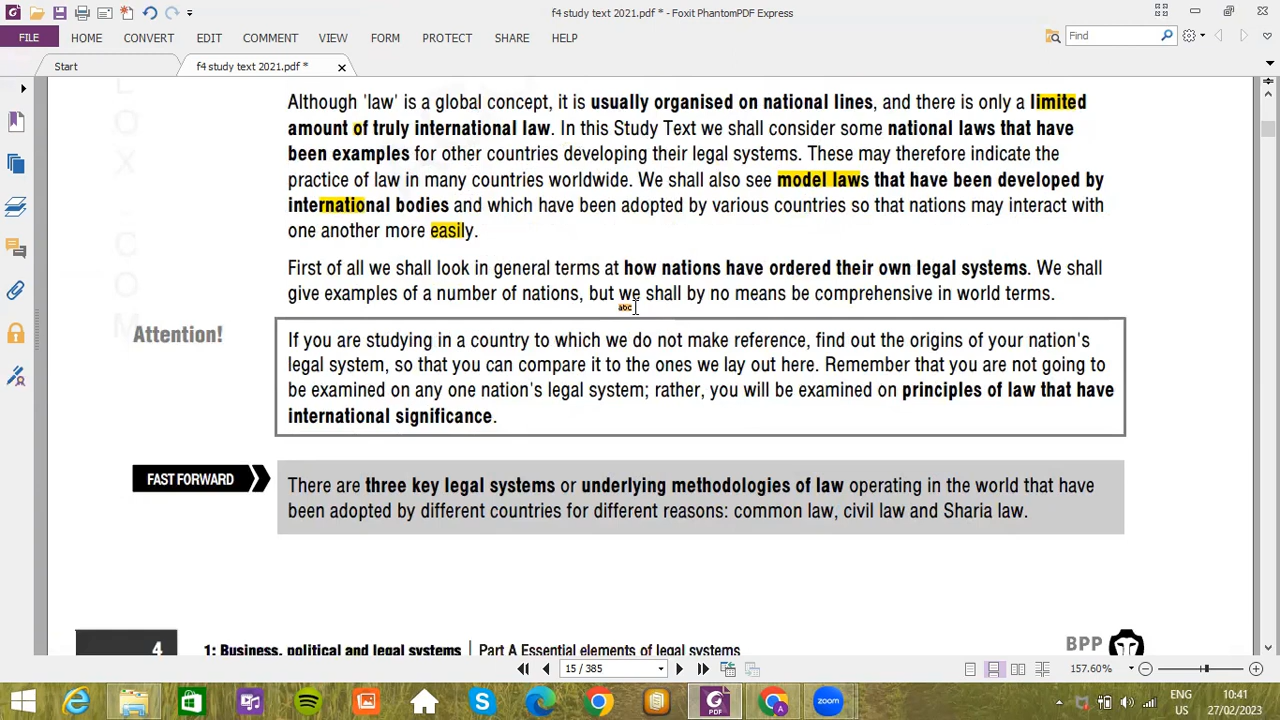 f4 study text 2021.pdf * - Foxit PhantomPDF Express
FILE HOME CONVERT EDIT COMMENT VIEW FORM PROTECT SHARE HELP
Find
Start
f4 study text 2021.pdf *
Although 'law' is a global concept, it is usually organised on national lines, and there is only a limited
amount of truly international law. In this Study Text we shall consider some national laws that have
been examples for other countries developing their legal systems. These may therefore indicate the
practice of law in many countries worldwide. We shall also see model laws that have been developed by
international bodies and which have been adopted by various countries so that nations may interact with
one another more easily.
First of all we shall look in general terms at how nations have ordered their own legal systems. We shall
give examples of a number of nations, but we shall by no means be comprehensive in world terms.
abc
Attention!
If you are studying in a country to which we do not make reference, find out the origins of your nation's
legal system, so that you can compare it to the ones we lay out here. Remember that you are not going to
be examined on any one nation's legal system; rather, you will be examined on principles of law that have
international significance.
FAST FORWARD
There are three key legal systems or underlying methodologies of law operating in the world that have
been adopted by different countries for different reasons: common law, civil law and Sharia law.
4
1: Business, political and legal systems | Part A Essential elements of legal systems
BPP
L
O
X
.
C
O
M
15 / 385
157.60%
PDF
zoom
ENG
US
10:41
27/02/2023